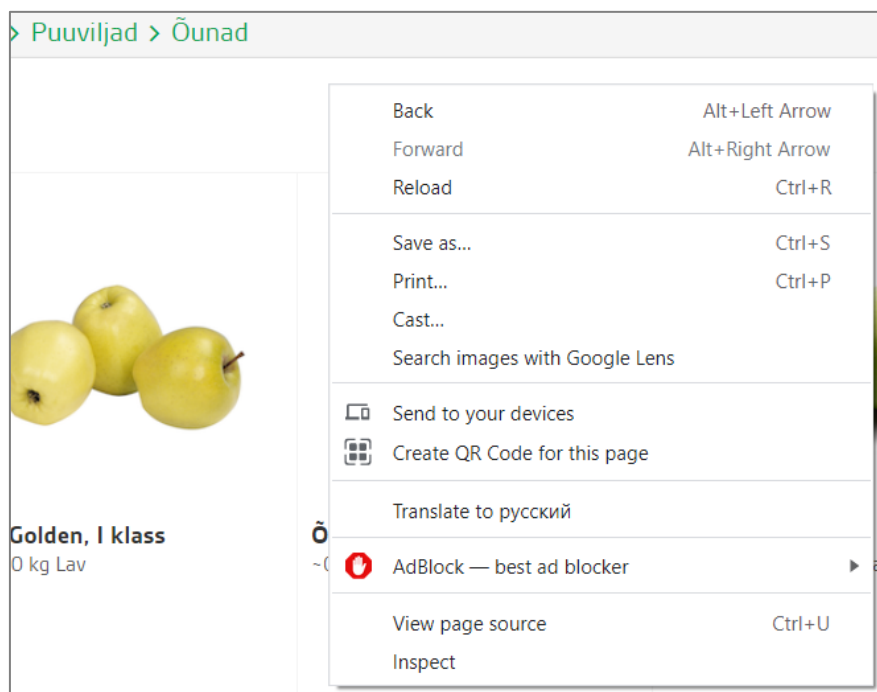 > Puuviljad > Õunad
Back Alt+Left Arrow
Forward Alt+Right Arrow
Reload Ctrl+R
Save as... Ctrl+S
Print... Ctrl+P
Cast...
Search images with Google Lens
Send to your devices
Create QR Code for this page
Translate to русский
AdBlock — best ad blocker
View page source Ctrl+U
Inspect
Golden, I klass
0 kg Lav